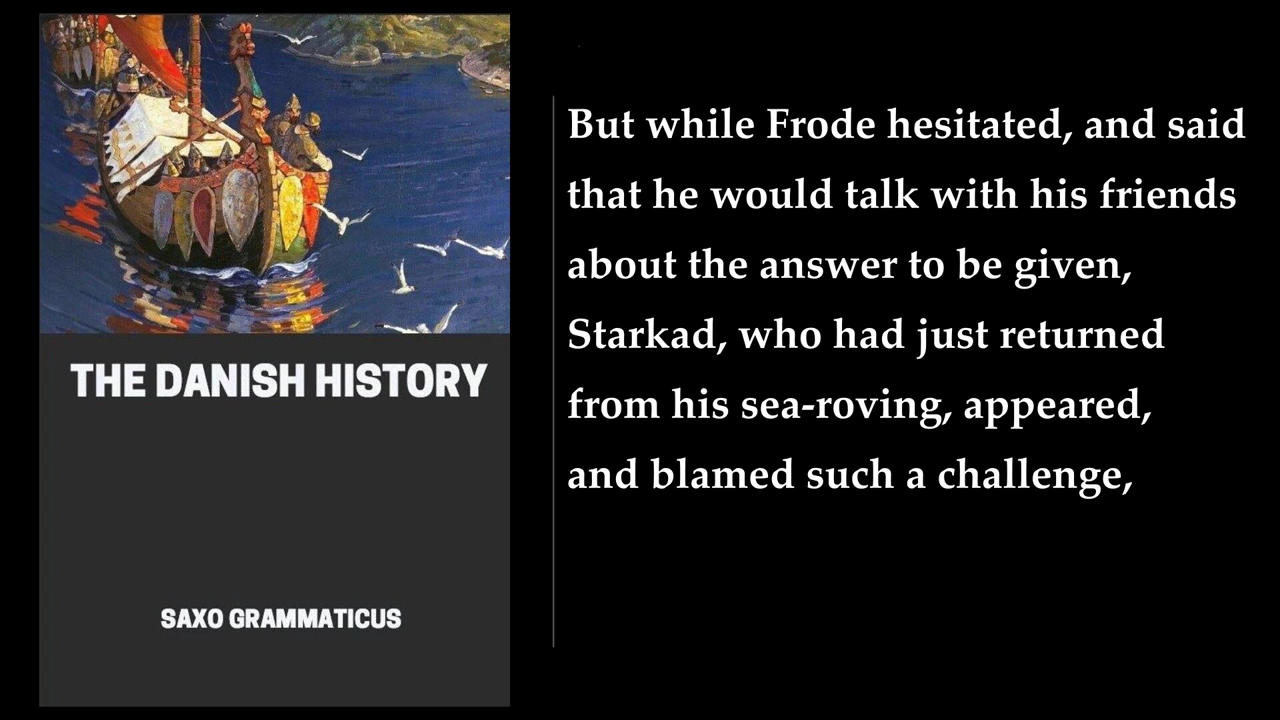 THE DANISH HISTORY
SAXO GRAMMATICUS
But while Frode hesitated, and said
that he would talk with his friends
about the answer to be given,
Starkad, who had just returned
from his sea-roving, appeared,
and blamed such a challenge,